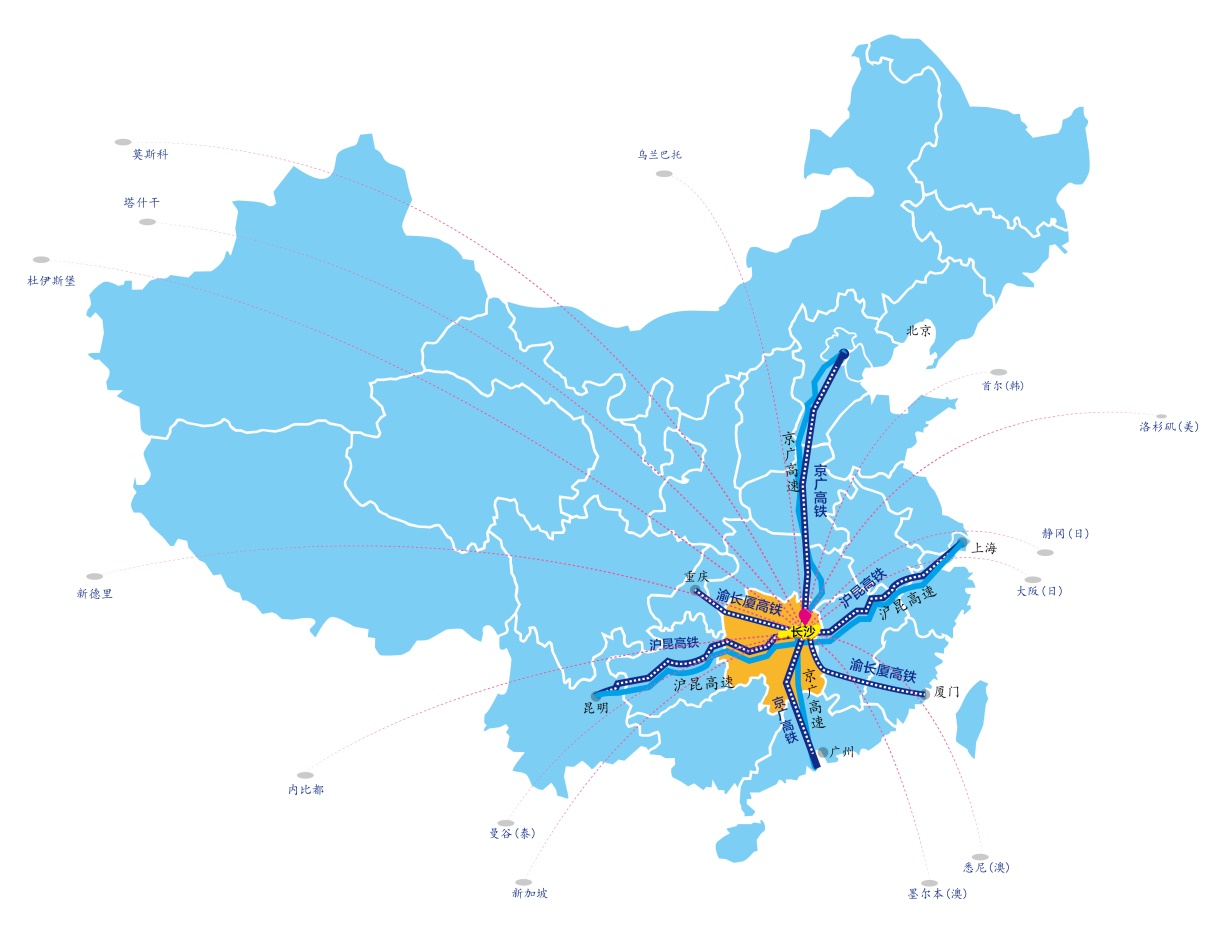 莫斯科
乌兰巴托
塔什干
杜伊斯堡
北京
首尔(韩)
洛杉矶(美)
京广高速
京广高铁
静冈(日)
上海
新德里
重庆
大阪(日)
沪昆高铁
渝长厦高铁
沪昆高速
长沙
沪昆高铁
渝长厦高铁
沪昆高速
京广高速
厦门
昆明
京广高铁
广州
内比都
曼谷(泰)
悉尼(澳)
新加坡
墨尔本(澳)